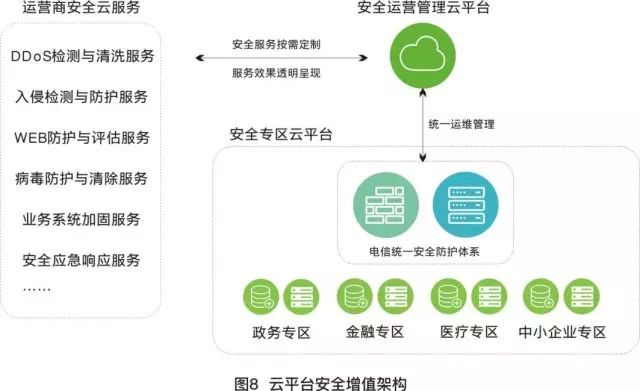 运营商安全云服务
DDoS检测与清洗服务
入侵检测与防护服务
WEB防护与评估服务
病毒防护与清除服务
业务系统加固服务
安全应急响应服务
……
安全服务按需定制
服务效果透明呈现
安全运营管理云平台
统一运维管理
安全专区云平台
电信统一安全防护体系
政务专区
金融专区
医疗专区
中小企业专区
图8 云平台安全增值架构